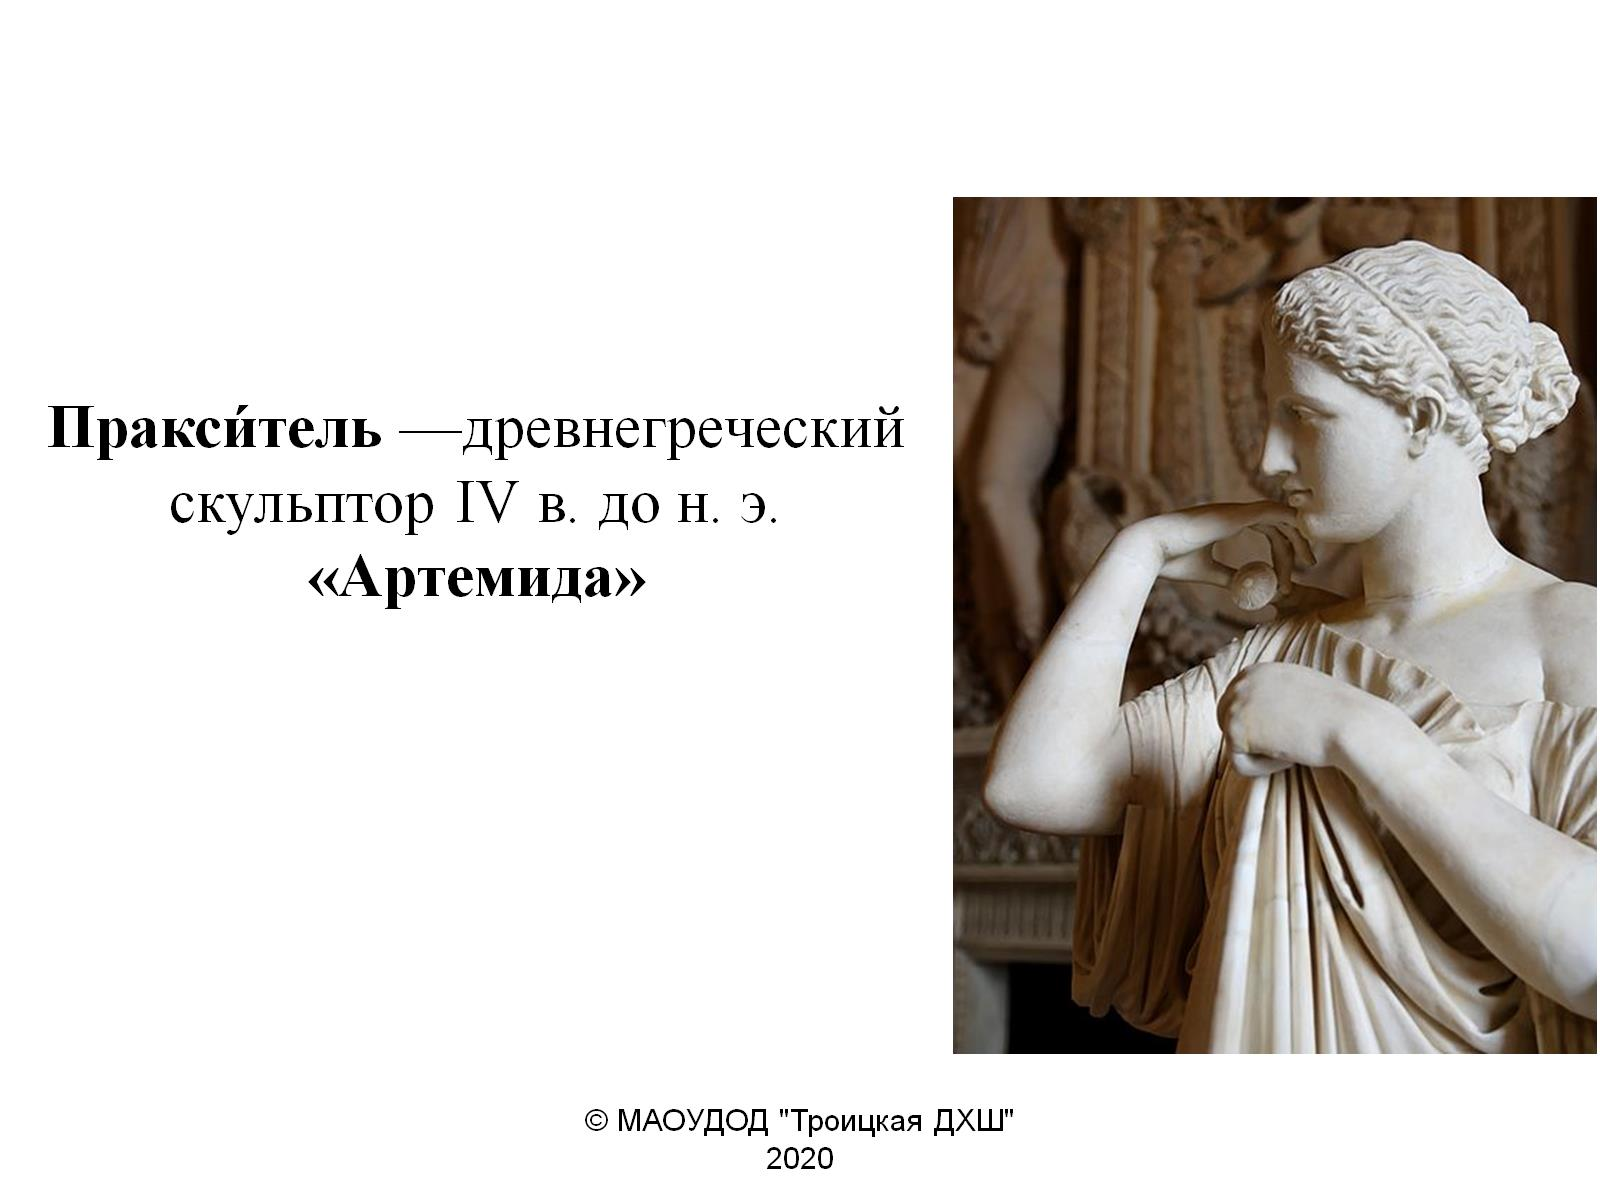 Пракси́тель —древнегреческий
скульптор IV в. до н. э.
«Артемида»
© МАОУДОД "Троицкая ДХШ"
2020